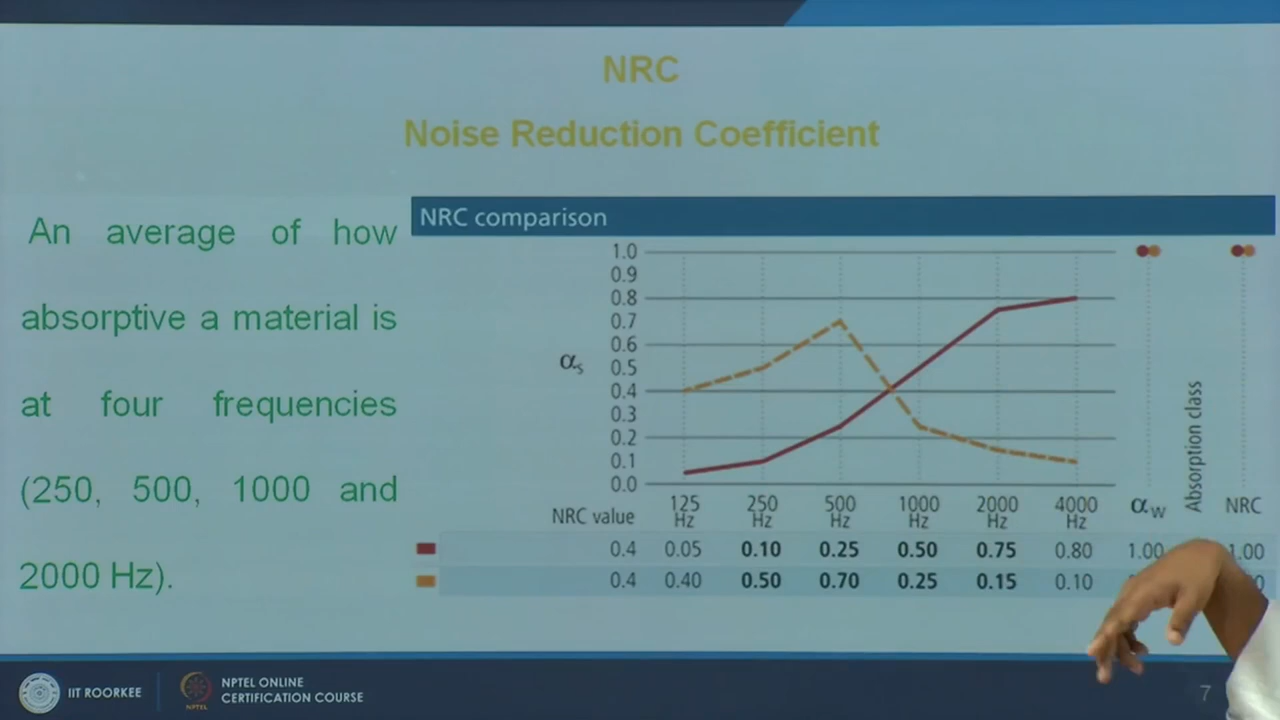 NRC
Noise Reduction Coefficient
An average of how
absorptive a material is
at four frequencies
(250, 500, 1000 and
2000 Hz).
NRC comparison
1.0
0.9
0.8
0.7
0.6
αs 0.5
0.4
0.3
0.2
0.1
0.0
NRC value 125 Hz 250 Hz 500 Hz 1000 Hz 2000 Hz 4000 Hz αw Absorption class NRC
0.4 0.05 0.10 0.25 0.50 0.75 0.80 1.00 1.00
0.4 0.40 0.50 0.70 0.25 0.15 0.10
IIT ROORKEE
NPTEL
NPTEL ONLINE
CERTIFICATION COURSE
7